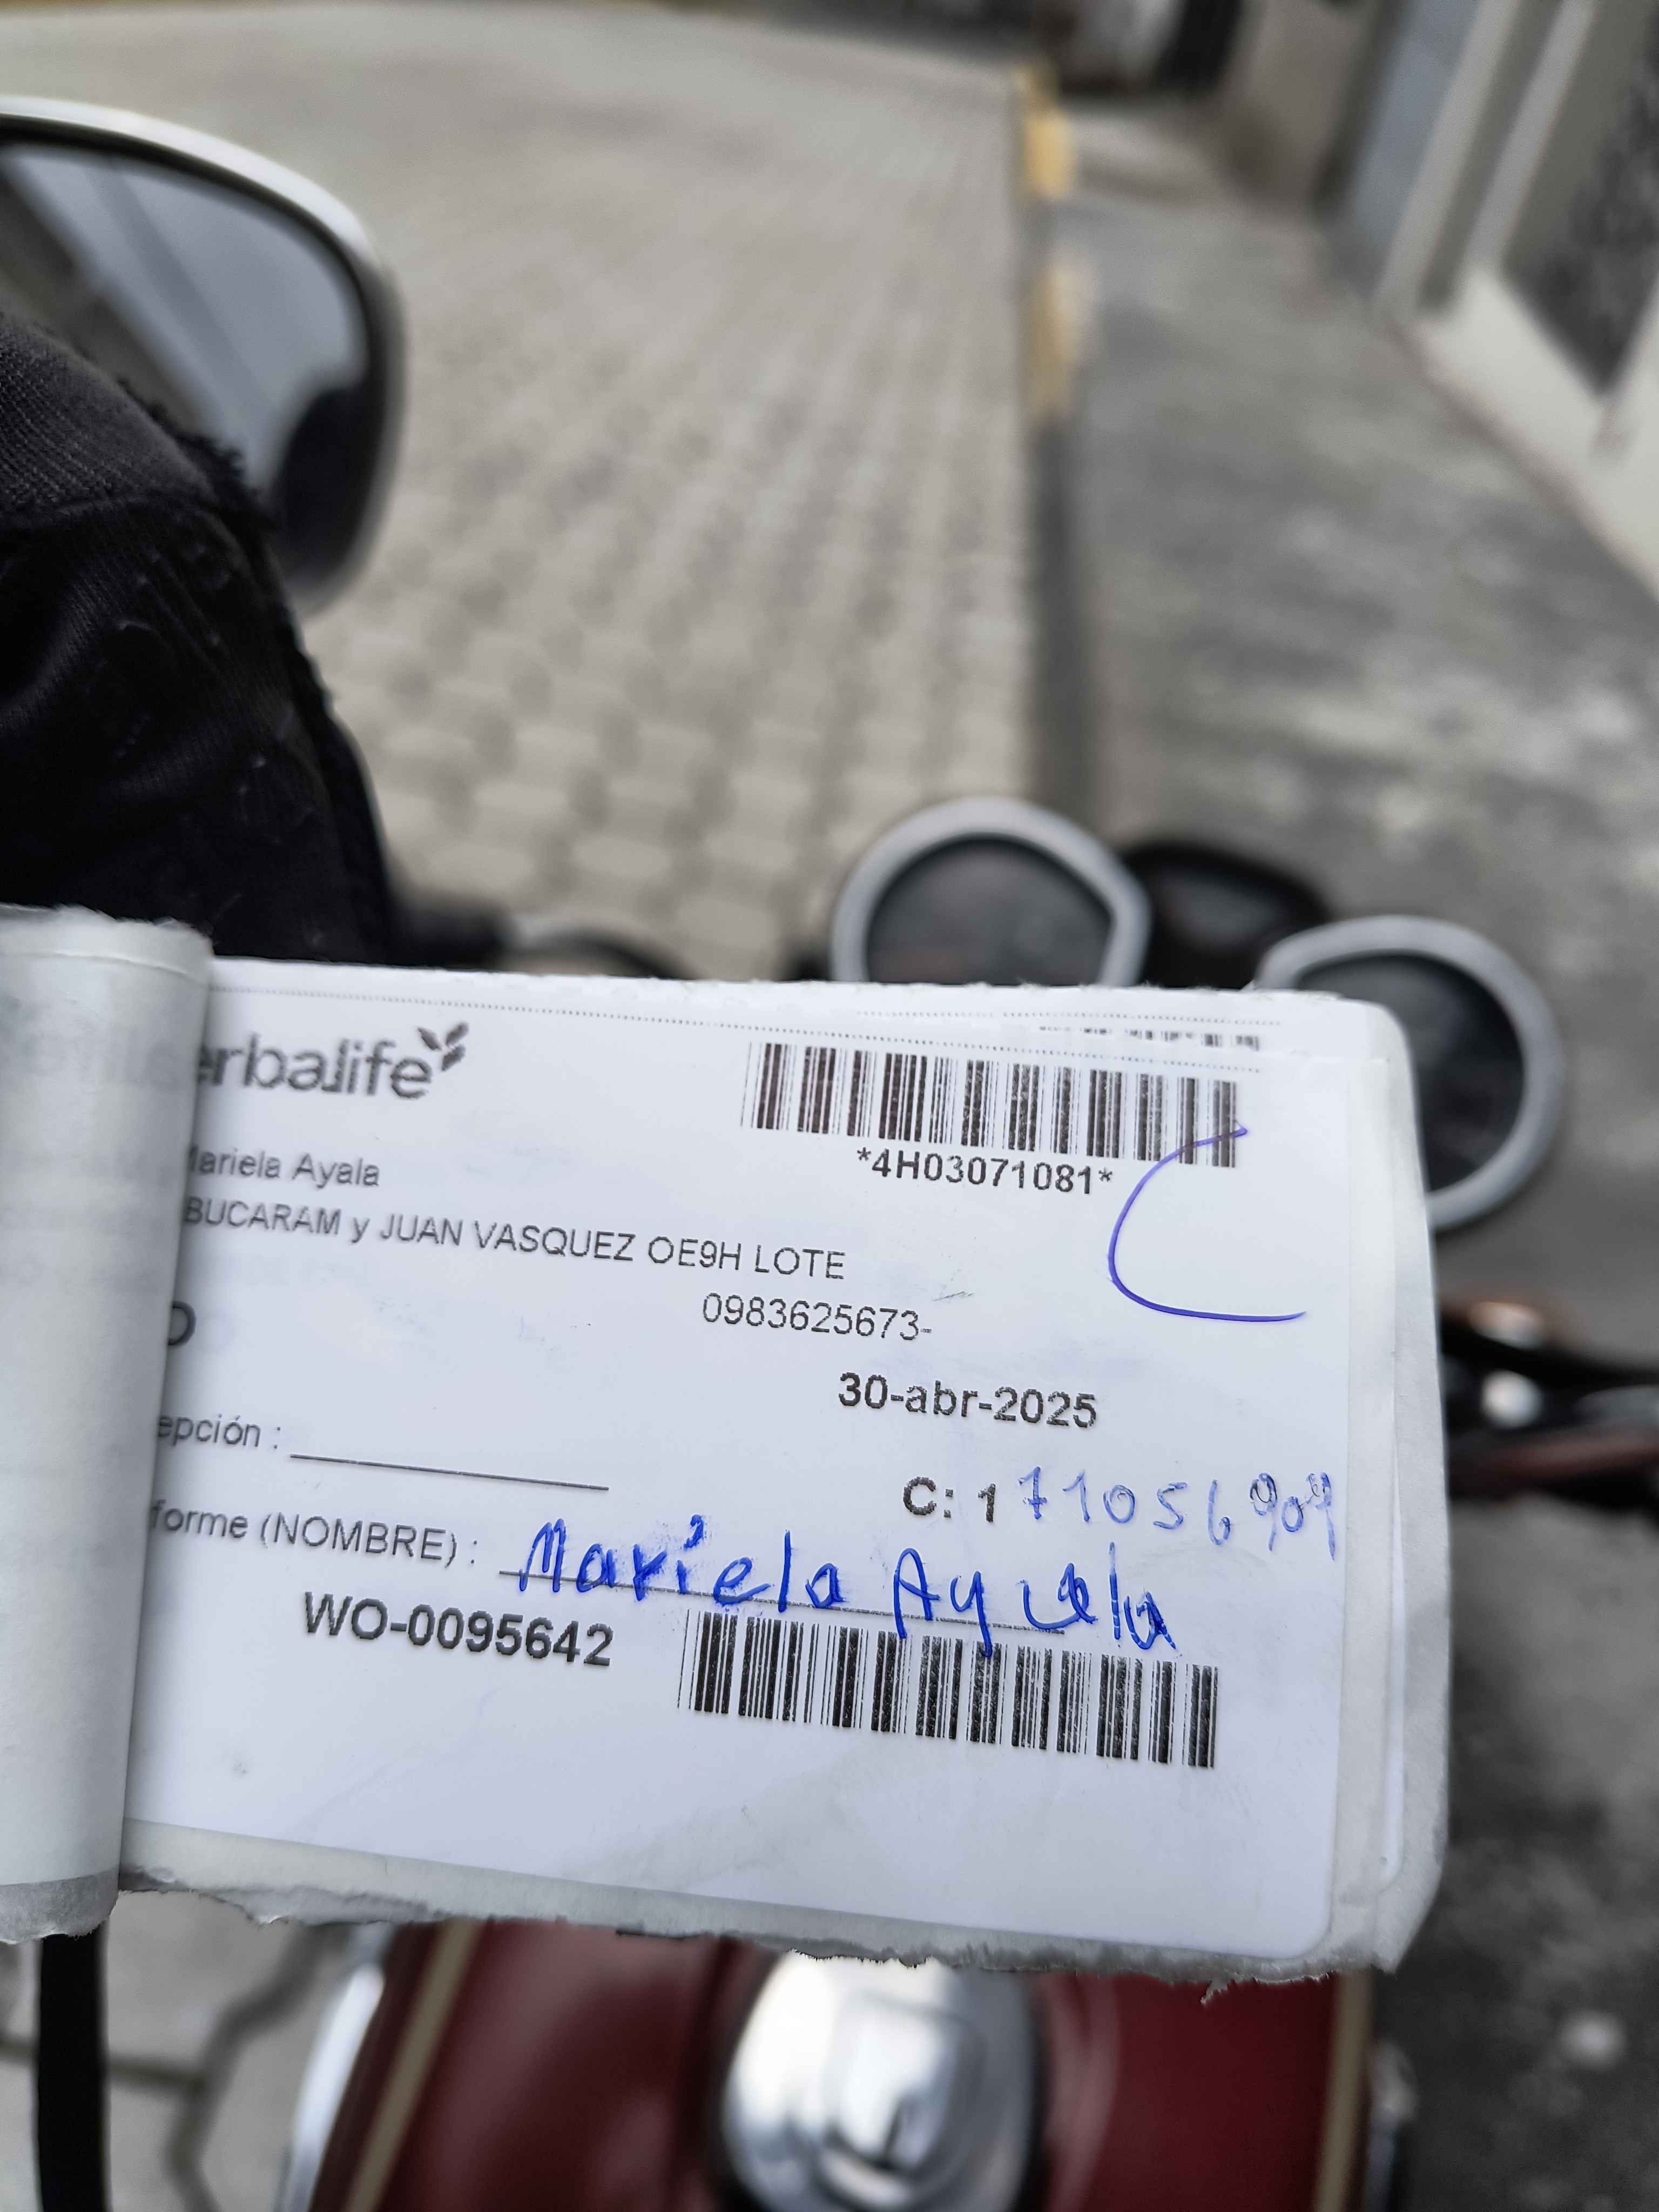 erbalife
*4H03071081*
Mariela Ayala
BUCARAM y JUAN VASQUEZ OE9H LOTE
0983625673-
O
30-abr-2025
epción :
C: 171056909
forme (NOMBRE) : Mariela Ayala
WO-0095642